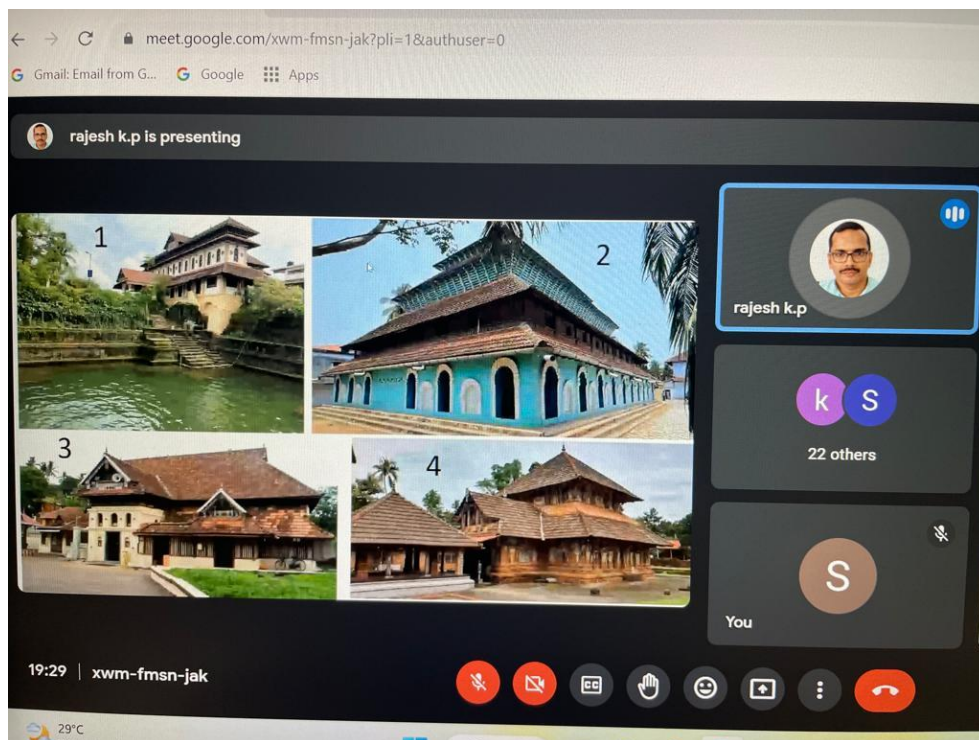 meet.google.com/xwm-fmsn-jak?pli=1&authuser=0
Gmail: Email from G... Google Apps
rajesh k.p is presenting
1
2
3
4
rajesh k.p
k S
22 others
S
You
19:29 | xwm-fmsn-jak
CC
29°C